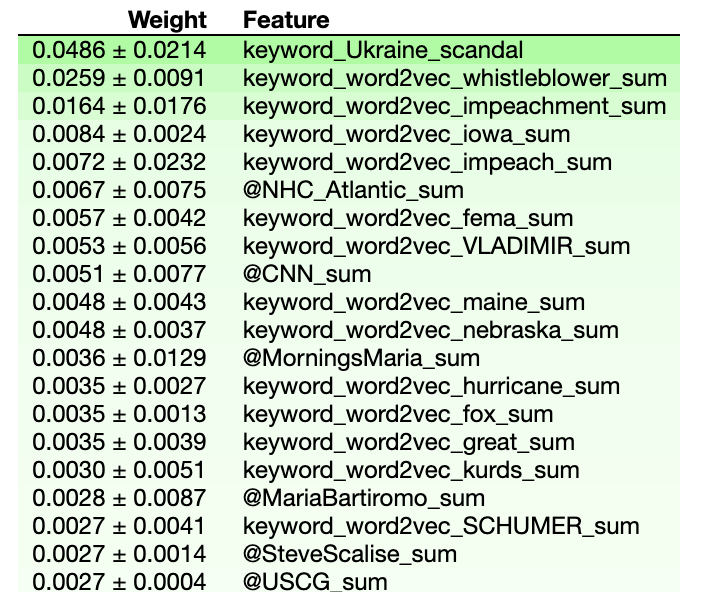 Weight Feature
0.0486 ± 0.0214 keyword_Ukraine_scandal
0.0259 ± 0.0091 keyword_word2vec_whistleblower_sum
0.0164 ± 0.0176 keyword_word2vec_impeachment_sum
0.0084 ± 0.0024 keyword_word2vec_iowa_sum
0.0072 ± 0.0232 keyword_word2vec_impeach_sum
0.0067 ± 0.0075 @NHC_Atlantic_sum
0.0057 ± 0.0042 keyword_word2vec_fema_sum
0.0053 ± 0.0056 keyword_word2vec_VLADIMIR_sum
0.0051 ± 0.0077 @CNN_sum
0.0048 ± 0.0043 keyword_word2vec_maine_sum
0.0048 ± 0.0037 keyword_word2vec_nebraska_sum
0.0036 ± 0.0129 @MorningsMaria_sum
0.0035 ± 0.0027 keyword_word2vec_hurricane_sum
0.0035 ± 0.0013 keyword_word2vec_fox_sum
0.0035 ± 0.0039 keyword_word2vec_great_sum
0.0030 ± 0.0051 keyword_word2vec_kurds_sum
0.0028 ± 0.0087 @MariaBartiromo_sum
0.0027 ± 0.0041 keyword_word2vec_SCHUMER_sum
0.0027 ± 0.0014 @SteveScalise_sum
0.0027 ± 0.0004 @USCG_sum